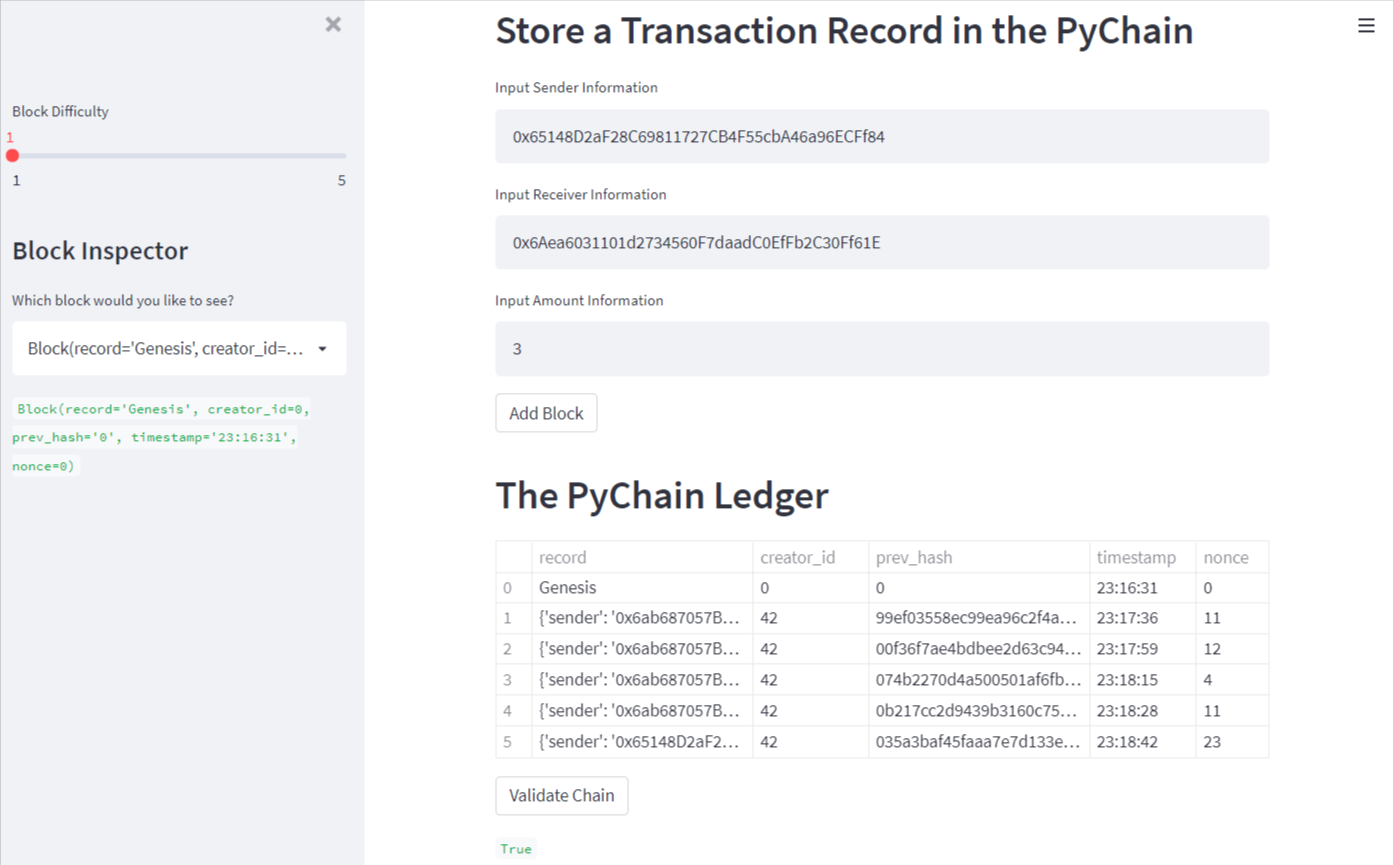 Block Difficulty
1
1 5
Block Inspector
Which block would you like to see?
Block(record='Genesis', creator_id=...
Block(record='Genesis', creator_id=0,
prev_hash='0', timestamp='23:16:31',
nonce=0)
Store a Transaction Record in the PyChain
Input Sender Information
0x65148D2aF28C69811727CB4F55cbA46a96ECFf84
Input Receiver Information
0x6Aea6031101d2734560F7daadC0EfFb2C30Ff61E
Input Amount Information
3
Add Block
The PyChain Ledger
record creator_id prev_hash timestamp nonce
0 Genesis 0 0 23:16:31 0
1 {'sender': '0x6ab687057B... 42 99ef03558ec99ea96c2f4a... 23:17:36 11
2 {'sender': '0x6ab687057B... 42 00f36f7ae4bdbee2d63c94... 23:17:59 12
3 {'sender': '0x6ab687057B... 42 074b2270d4a500501af6fb... 23:18:15 4
4 {'sender': '0x6ab687057B... 42 0b217cc2d9439b3160c75... 23:18:28 11
5 {'sender': '0x65148D2aF2... 42 035a3baf45faaa7e7d133e... 23:18:42 23
Validate Chain
True